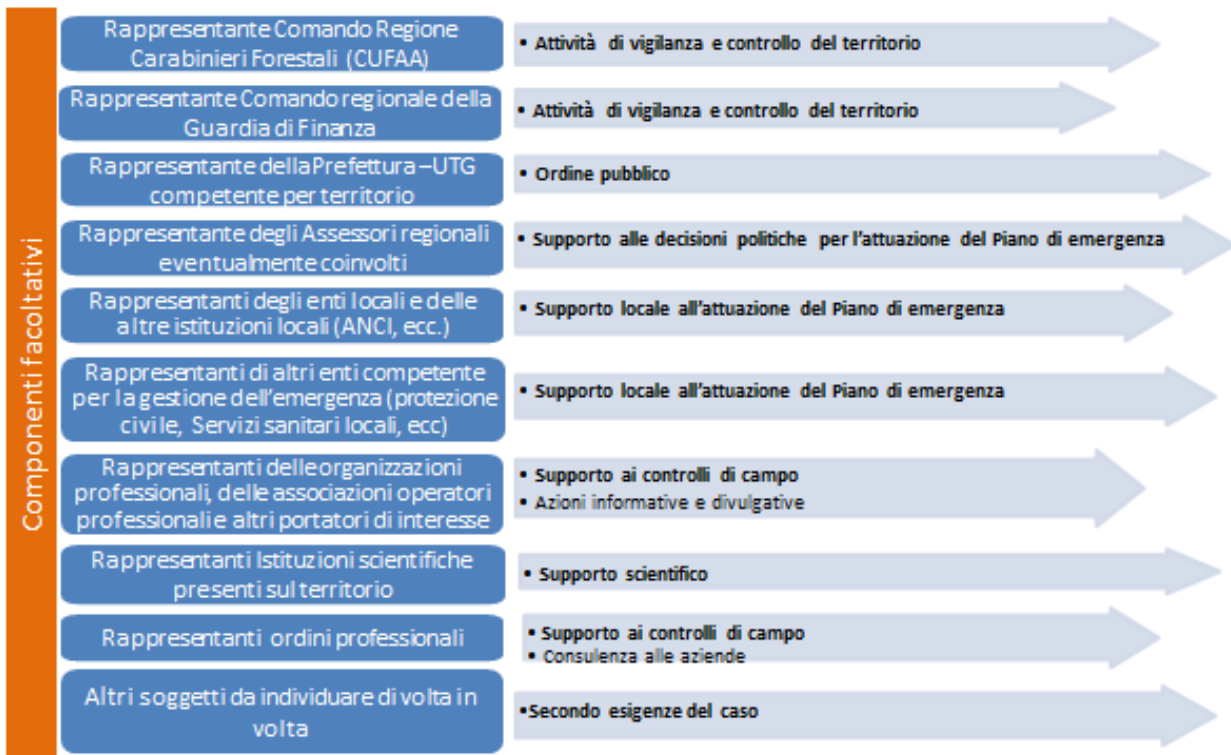 Componenti facoltativi
Rappresentante Comando Regione
Carabinieri Forestali (CUFAA)
• Attività di vigilanza e controllo del territorio
Rappresentante Comando regionale della
Guardia di Finanza
• Attività di vigilanza e controllo del territorio
Rappresentante della Prefettura – UTG
competente per territorio
• Ordine pubblico
Rappresentante degli Assessori regionali
eventualmente coinvolti
• Supporto alle decisioni politiche per l'attuazione del Piano di emergenza
Rappresentanti degli enti locali e delle
altre istituzioni locali (ANCI, ecc.)
• Supporto locale all'attuazione del Piano di emergenza
Rappresentanti di altri enti competente
per la gestione dell'emergenza (protezione
civile, Servizi sanitari locali, ecc)
• Supporto locale all'attuazione del Piano di emergenza
Rappresentanti delle organizzazioni
professionali, delle associazioni operatori
professionali e altri portatori di interesse
• Supporto ai controlli di campo
• Azioni informative e divulgative
Rappresentanti Istituzioni scientifiche
presenti sul territorio
• Supporto scientifico
Rappresentanti ordini professionali
• Supporto ai controlli di campo
• Consulenza alle aziende
Altri soggetti da individuare di volta in
volta
•Secondo esigenze del caso